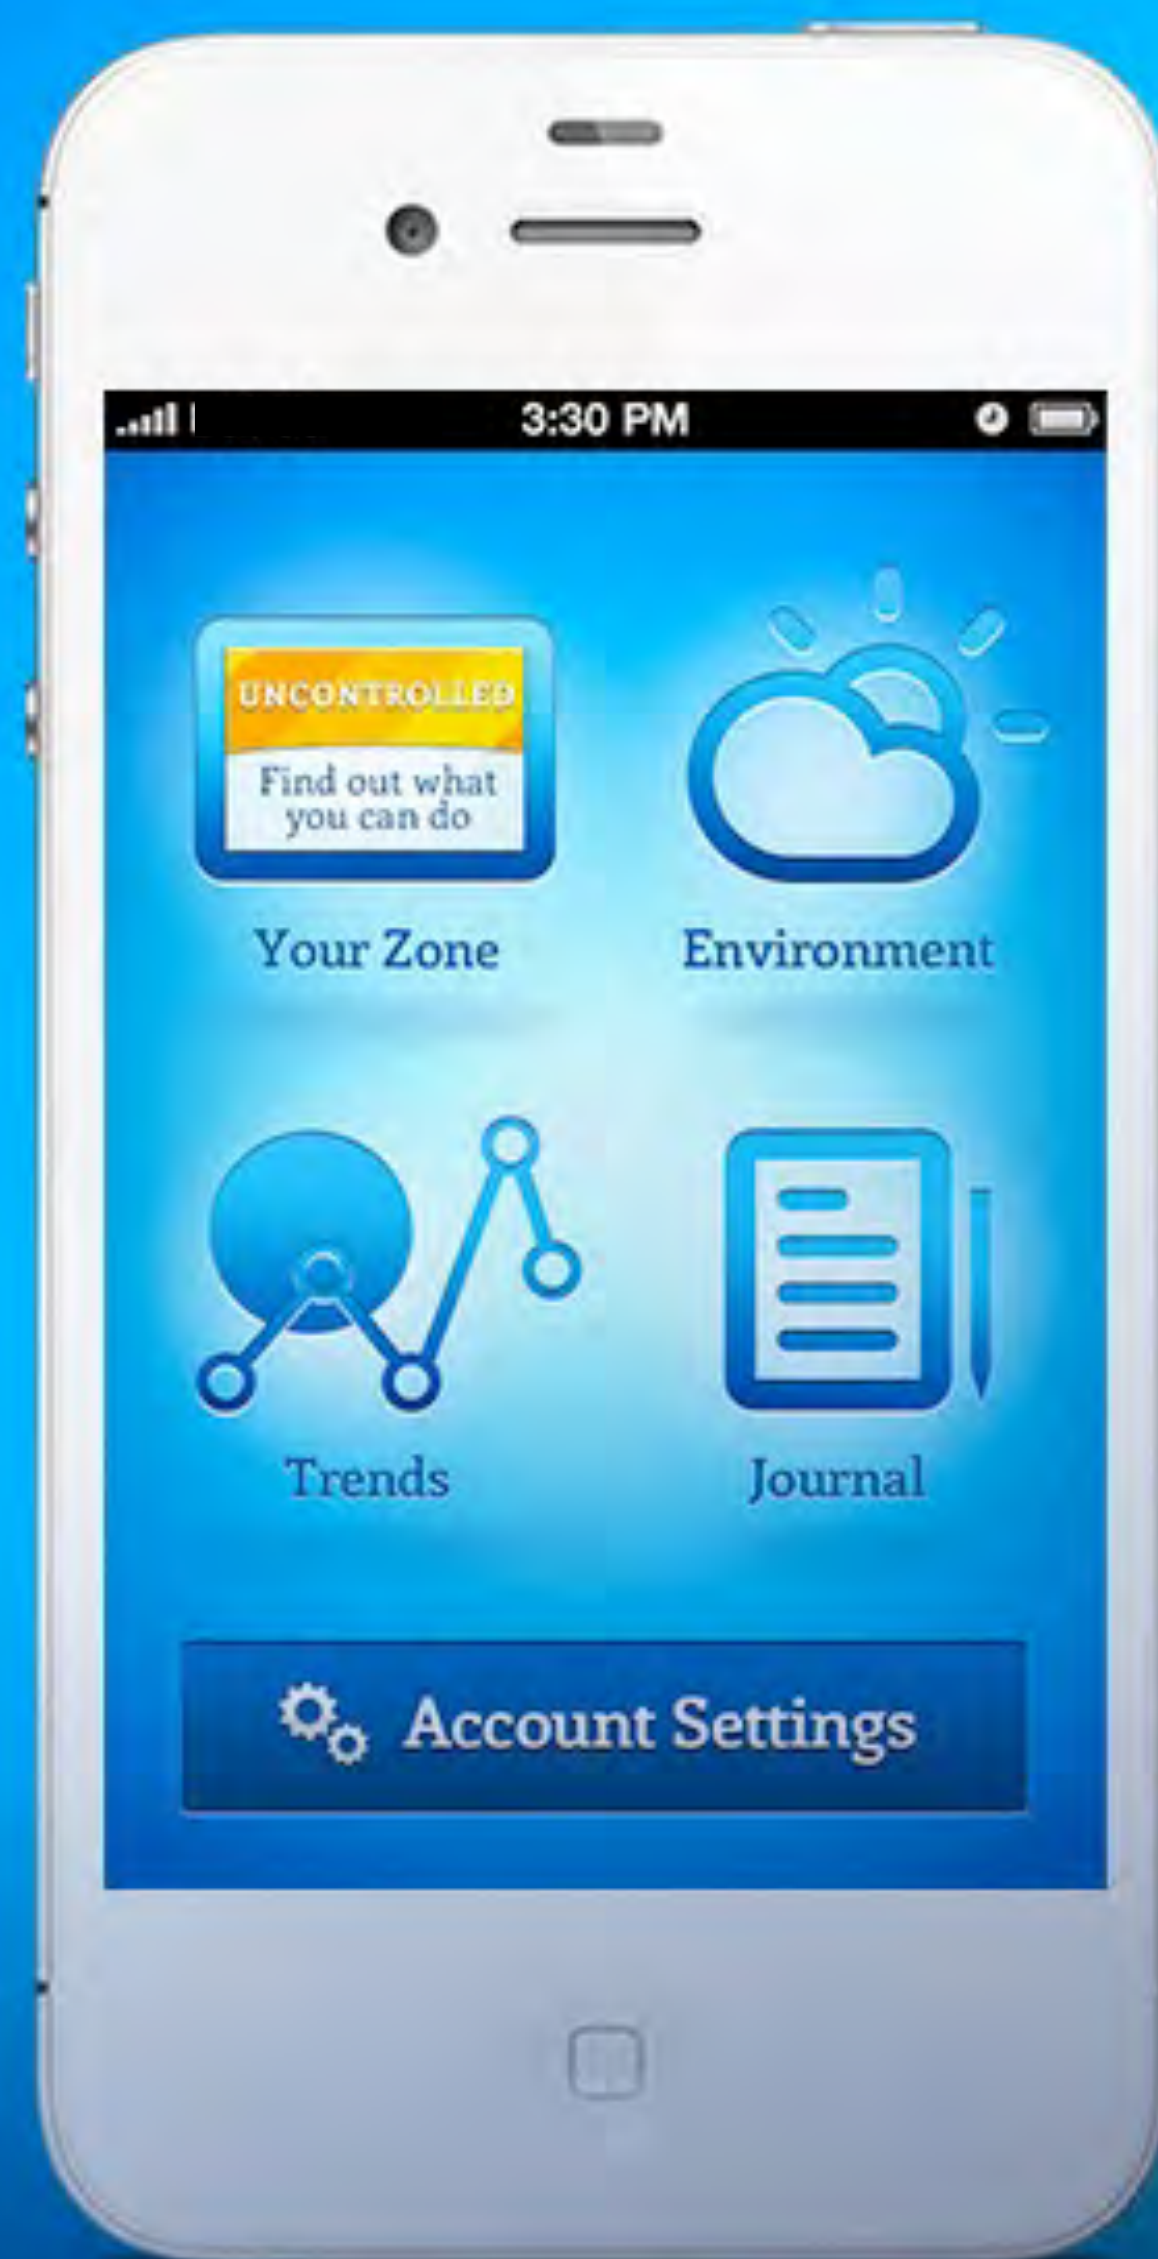 3:30 PM
UNCONTROLLED
Find out what
you can do
Your Zone
Environment
Trends
Journal
Account Settings